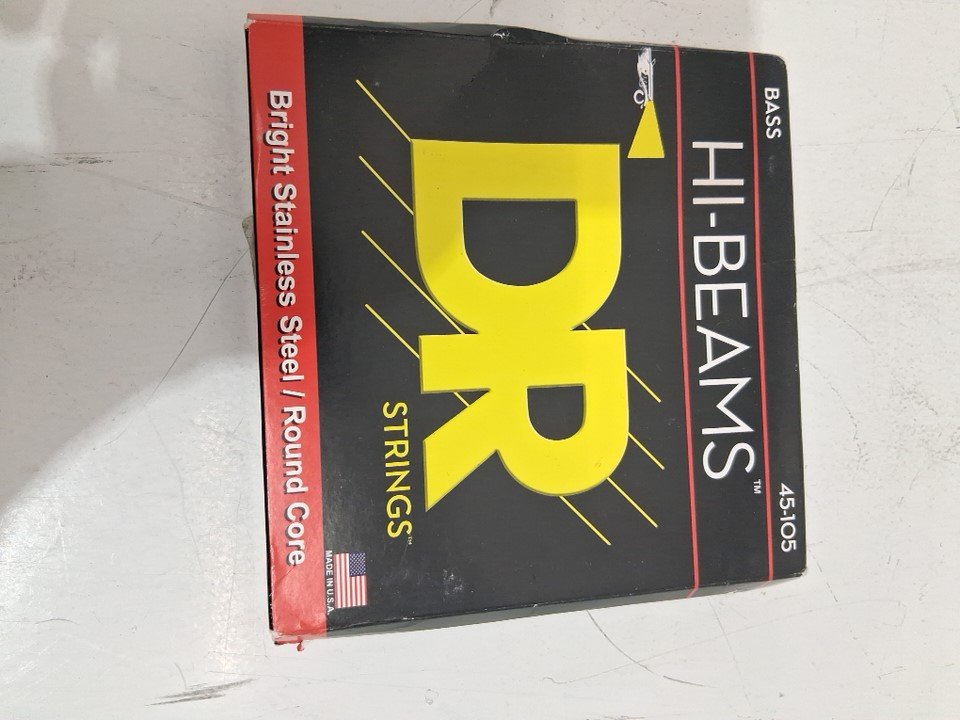 BASS 45-105
HI-BEAMS™
DR
STRINGS™
MADE IN U.S.A.
Bright Stainless Steel / Round Core